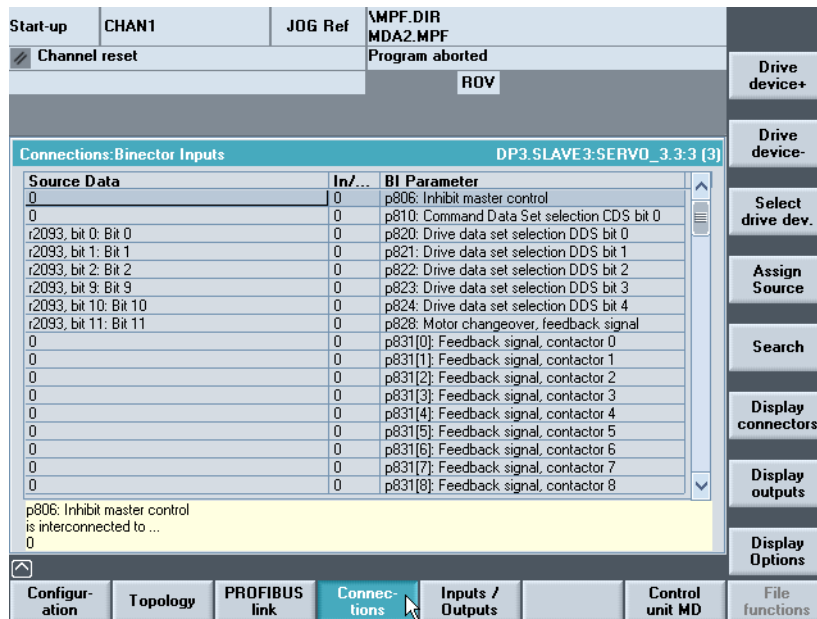 Start-up CHAN1 JOG Ref \MPF.DIR
MDA2.MPF
Channel reset Program aborted
ROV
Connections:Binector Inputs DP3.SLAVE3:SERVO_3.3:3 (3)
Source Data In/... BI Parameter
0 0 p806: Inhibit master control
0 0 p810: Command Data Set selection CDS bit 0
r2093, bit 0: Bit 0 0 p820: Drive data set selection DDS bit 0
r2093, bit 1: Bit 1 0 p821: Drive data set selection DDS bit 1
r2093, bit 2: Bit 2 0 p822: Drive data set selection DDS bit 2
r2093, bit 9: Bit 9 0 p823: Drive data set selection DDS bit 3
r2093, bit 10: Bit 10 0 p824: Drive data set selection DDS bit 4
r2093, bit 11: Bit 11 0 p828: Motor changeover, feedback signal
0 0 p831[0]: Feedback signal, contactor 0
0 0 p831[1]: Feedback signal, contactor 1
0 0 p831[2]: Feedback signal, contactor 2
0 0 p831[3]: Feedback signal, contactor 3
0 0 p831[4]: Feedback signal, contactor 4
0 0 p831[5]: Feedback signal, contactor 5
0 0 p831[6]: Feedback signal, contactor 6
0 0 p831[7]: Feedback signal, contactor 7
0 0 p831[8]: Feedback signal, contactor 8
p806: Inhibit master control
is interconnected to ...
0
Drive
device+
Drive
device-
Select
drive dev.
Assign
Source
Search
Display
connectors
Display
outputs
Display
Options
Configur-
ation
Topology
PROFIBUS
link
Connec-
tions
Inputs /
Outputs
Control
unit MD
File
functions